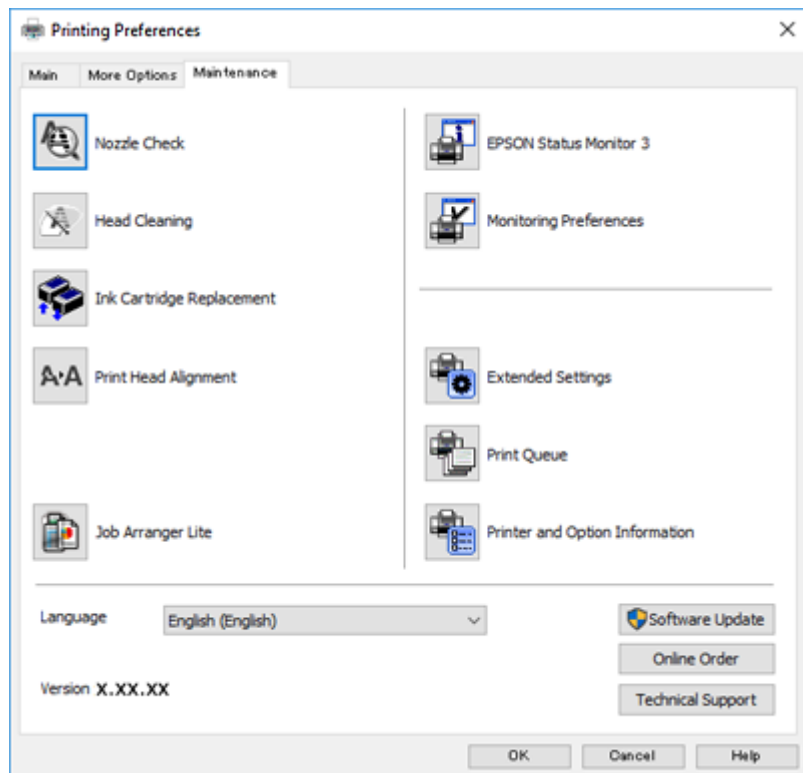 Printing Preferences
Main
More Options
Maintenance
Nozzle Check
Head Cleaning
Ink Cartridge Replacement
A·A
Print Head Alignment
Job Arranger Lite
EPSON Status Monitor 3
Monitoring Preferences
Extended Settings
Print Queue
Printer and Option Information
Language
English (English)
Version X.XX.XX
Software Update
Online Order
Technical Support
OK
Cancel
Help